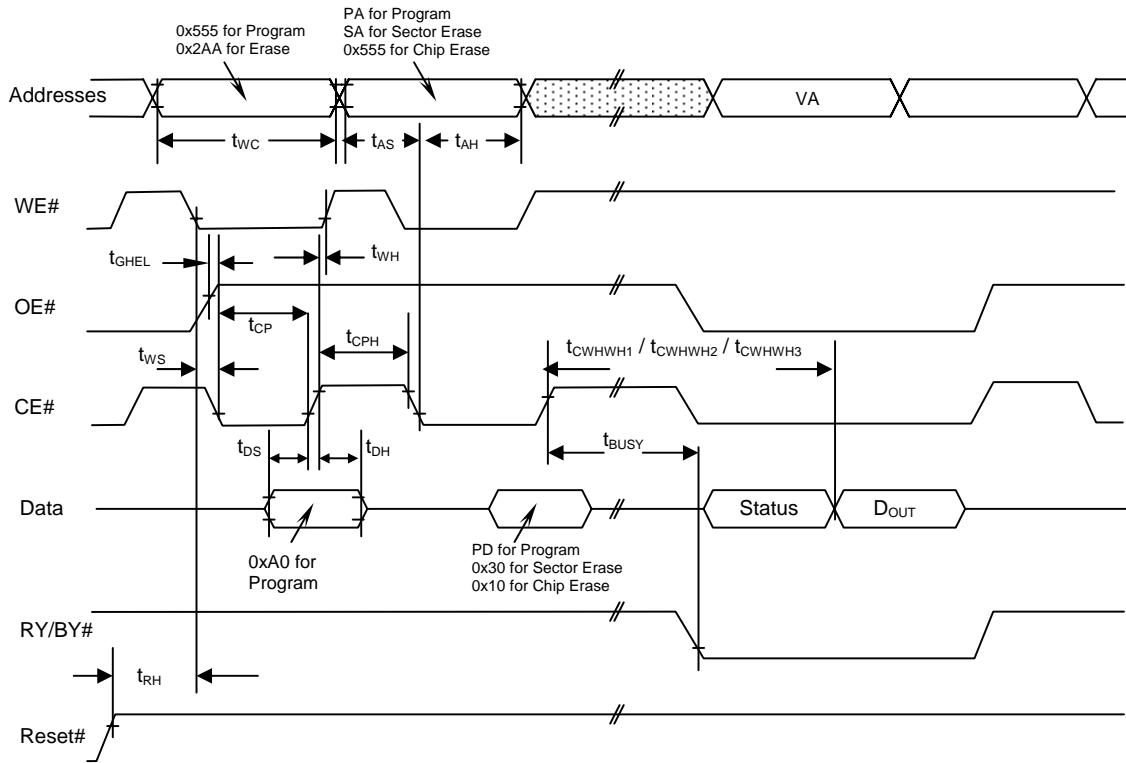 0x555 for Program
0x2AA for Erase
PA for Program
SA for Sector Erase
0x555 for Chip Erase
Addresses
VA
tWC
tAS
tAH
WE#
tGHEL
tWH
OE#
tCP
tCPH
tWS
tCWHWH1 / tCWHWH2 / tCWHWH3
CE#
tDS
tDH
tBUSY
Data
Status
DOUT
0xA0 for
Program
PD for Program
0x30 for Sector Erase
0x10 for Chip Erase
RY/BY#
tRH
Reset#